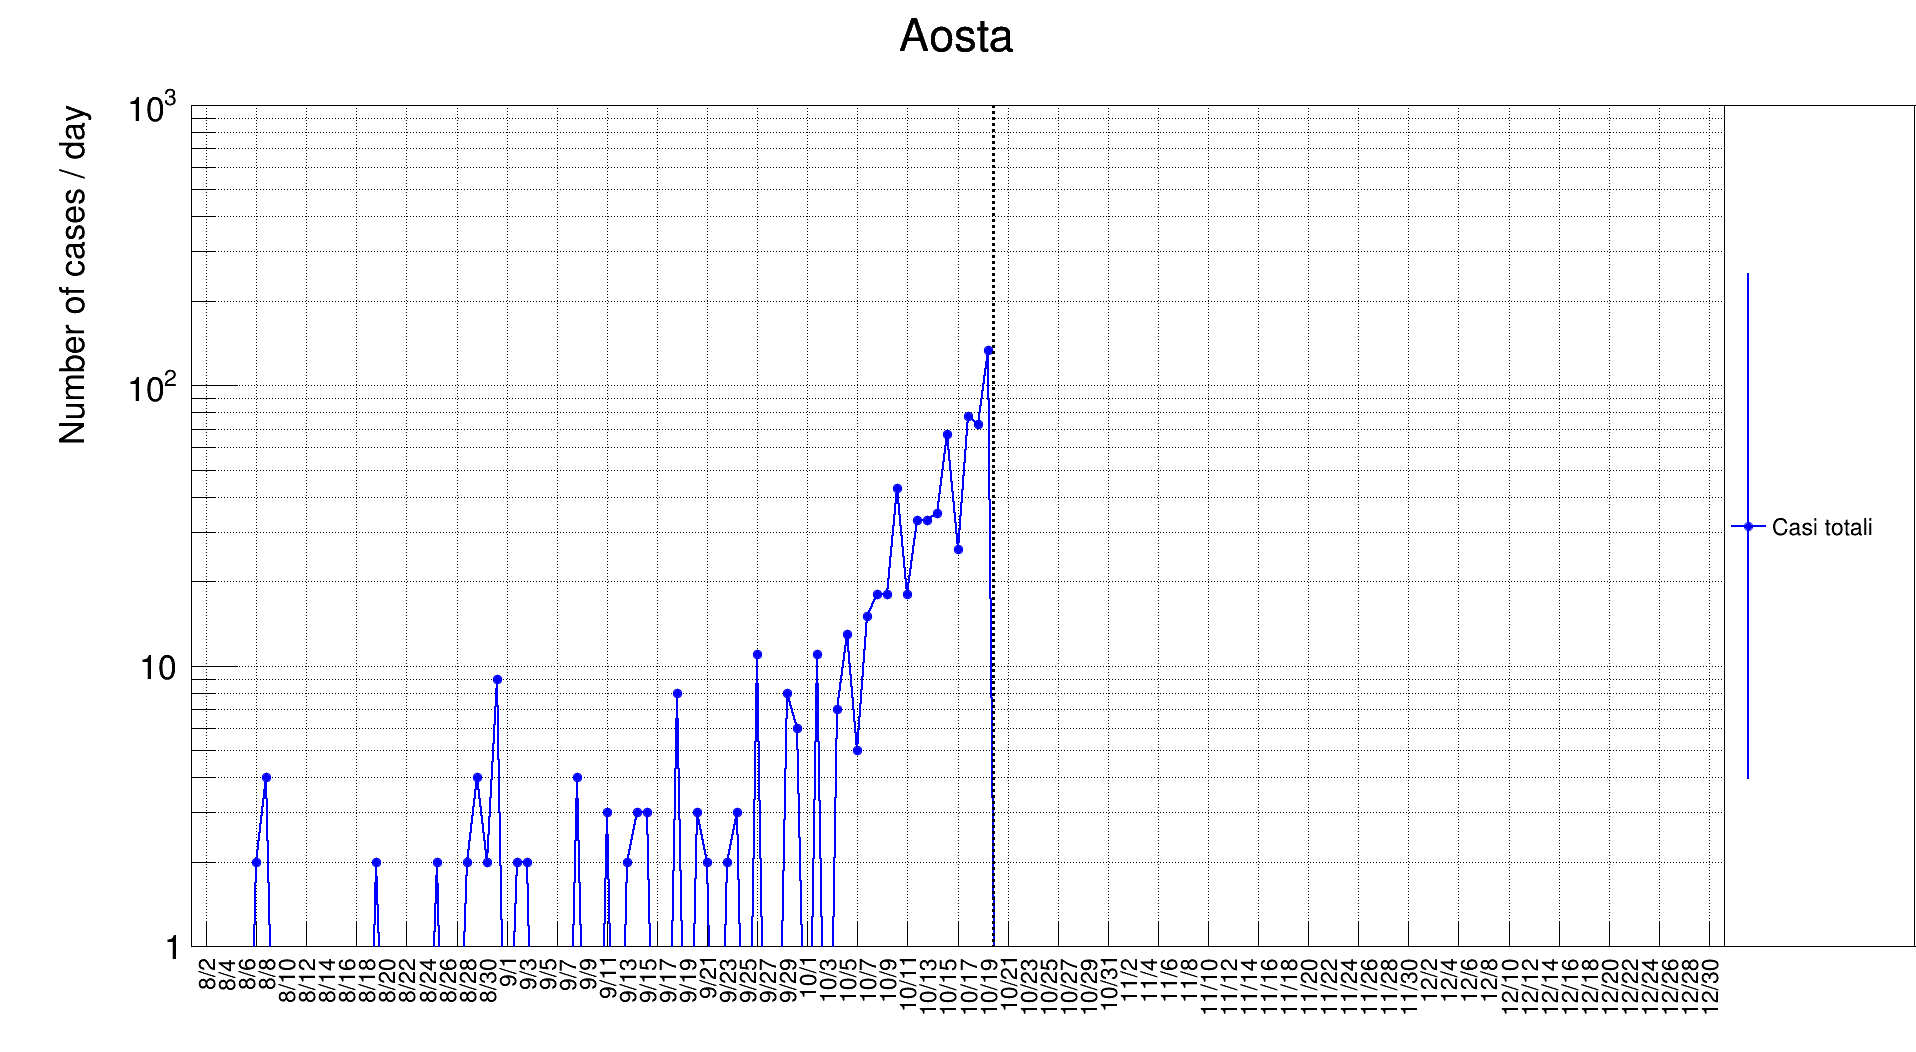 Aosta
Number of cases / day
10³
10²
10
1
Casi totali
8/2 8/4 8/6 8/8 8/10 8/12 8/14 8/16 8/18 8/20 8/22 8/24 8/26 8/28 8/30 9/1 9/3 9/5 9/7 9/9 9/11 9/13 9/15 9/17 9/19 9/21 9/23 9/25 9/27 9/29 10/1 10/3 10/5 10/7 10/9 10/11 10/13 10/15 10/17 10/19 10/21 10/23 10/25 10/27 10/29 10/31 11/2 11/4 11/6 11/8 11/10 11/12 11/14 11/16 11/18 11/20 11/22 11/24 11/26 11/28 11/30 12/2 12/4 12/6 12/8 12/10 12/12 12/14 12/16 12/18 12/20 12/22 12/24 12/26 12/28 12/30